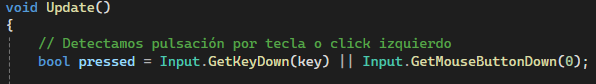 void Update()
{
// Detectamos pulsación por tecla o click izquierdo
bool pressed = Input.GetKeyDown(key) || Input.GetMouseButtonDown(0);